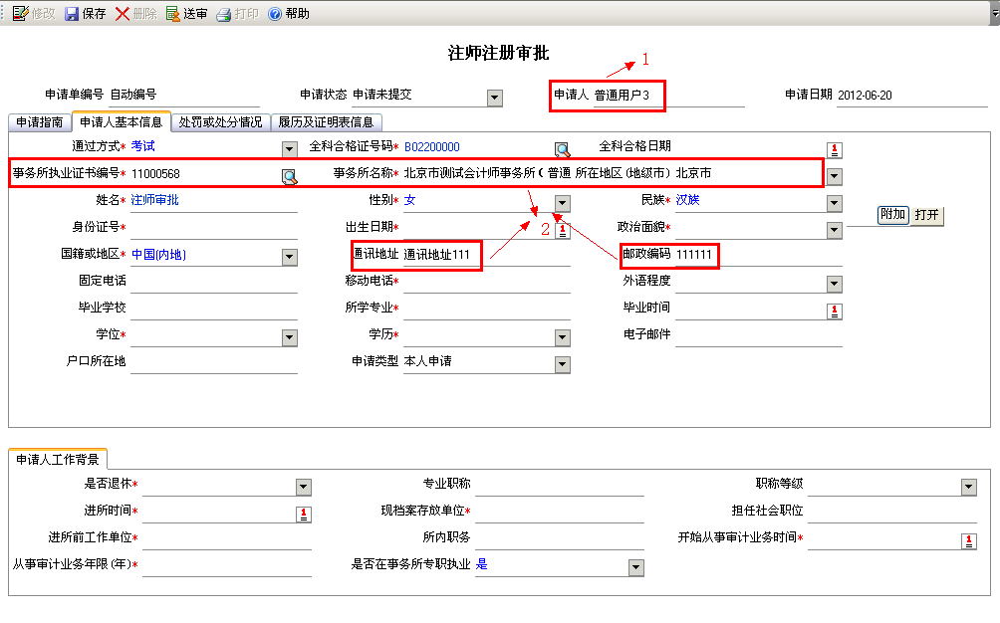 修改 保存 删除 送审 打印 帮助
注师注册审批
1
申请单编号 自动编号 申请状态 申请未提交 申请人 普通用户3 申请日期 2012-06-20
申请指南 申请人基本信息 处罚或处分情况 履历及证明表信息
通过方式* 考试 全科合格证号码* B02200000 全科合格日期
事务所执业证书编号* 11000568 事务所名称* 北京市测试会计师事务所( 普通 所在地区(地级市) 北京市
姓名* 注师审批 性别* 女 民族* 汉族
附加 打开
身份证号* 出生日期* 2 政治面貌*
国籍或地区* 中国(内地) 通讯地址 通讯地址111 邮政编码 111111
固定电话 移动电话* 外语程度
毕业学校 所学专业* 毕业时间
学位* 学历* 电子邮件
户口所在地 申请类型 本人申请
申请人工作背景
是否退休* 专业职称 职称等级
进所时间* 现档案存放单位* 担任社会职位
进所前工作单位* 所内职务 开始从事审计业务时间*
从事审计业务年限(年)* 是否在事务所专职执业 是